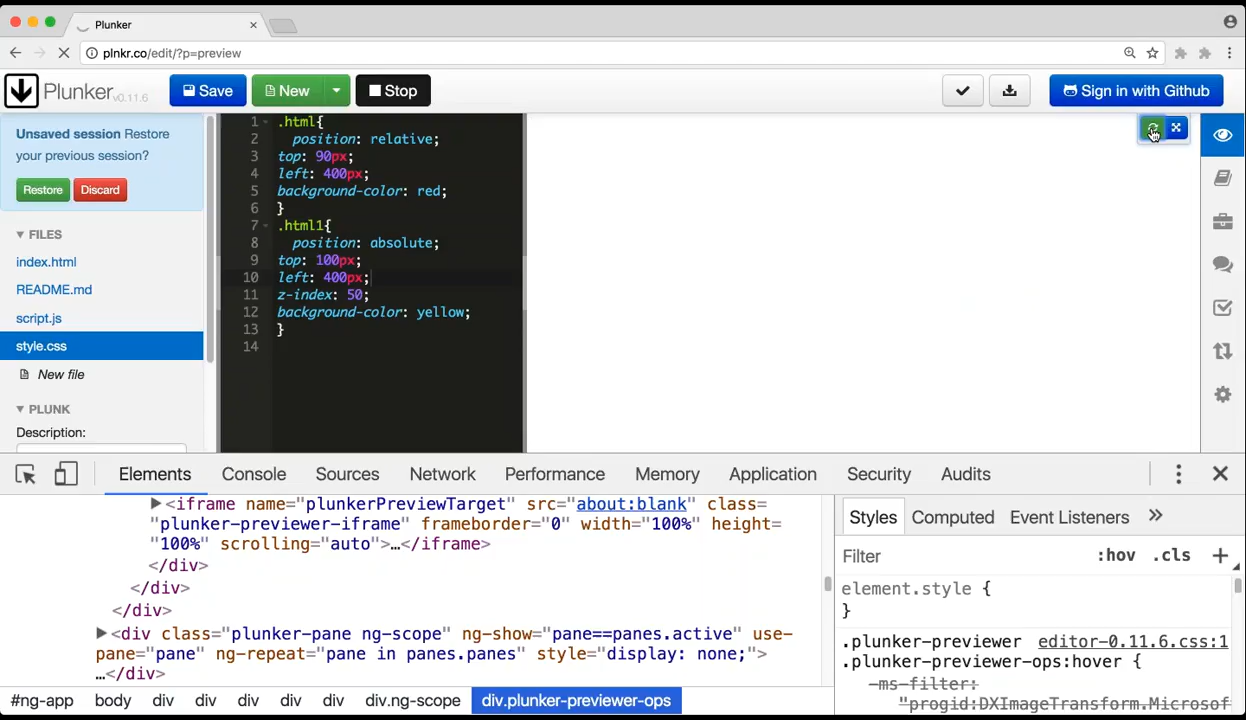 Plunker
plnkr.co/edit/?p=preview
Plunker v0.11.6
Save
New
Stop
Sign in with Github
Unsaved session Restore
your previous session?
Restore Discard
FILES
index.html
README.md
script.js
style.css
New file
PLUNK
Description:
1 .html{
2 position: relative;
3 top: 90px;
4 left: 400px;
5 background-color: red;
6 }
7 .html1{
8 position: absolute;
9 top: 100px;
10 left: 400px;
11 z-index: 50;
12 background-color: yellow;
13 }
14
Elements Console Sources Network Performance Memory Application Security Audits
<iframe name="plunkerPreviewTarget" src="about:blank" class=
"plunker-previewer-iframe" frameborder="0" width="100%" height=
"100%" scrolling="auto">…</iframe>
</div>
</div>
</div>
<div class="plunker-pane ng-scope" ng-show="pane==panes.active" use-
pane="pane" ng-repeat="pane in panes.panes" style="display: none;">
…</div>
#ng-app body div div div div div div.ng-scope div.plunker-previewer-ops
Styles Computed Event Listeners »
Filter :hov .cls +
element.style {
}
.plunker-previewer editor-0.11.6.css:1
.plunker-previewer-ops:hover {
-ms-filter:
"progid:DXImageTransform.Microsof